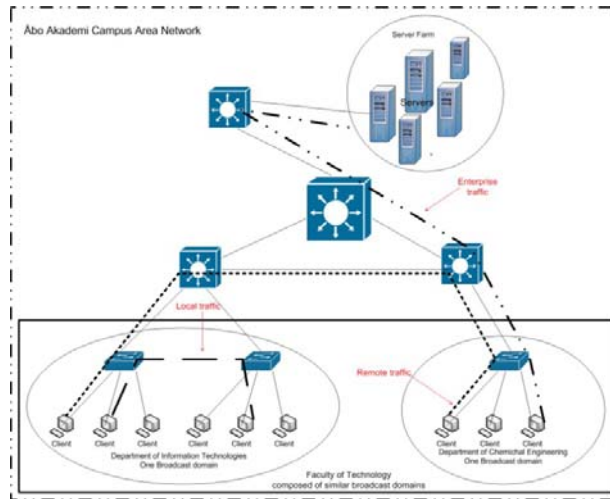 Åbo Akademi Campus Area Network
Server Farm
Servers
Enterprise
traffic
Local traffic
Remote traffic
Client
Client
Client
Client
Client
Client
Client
Client
Client
Department of Information Technologies
One Broadcast domain
Department of Chemichal Engineering
One Broadcast domain
Faculty of Technology
composed of similar broadcast domains